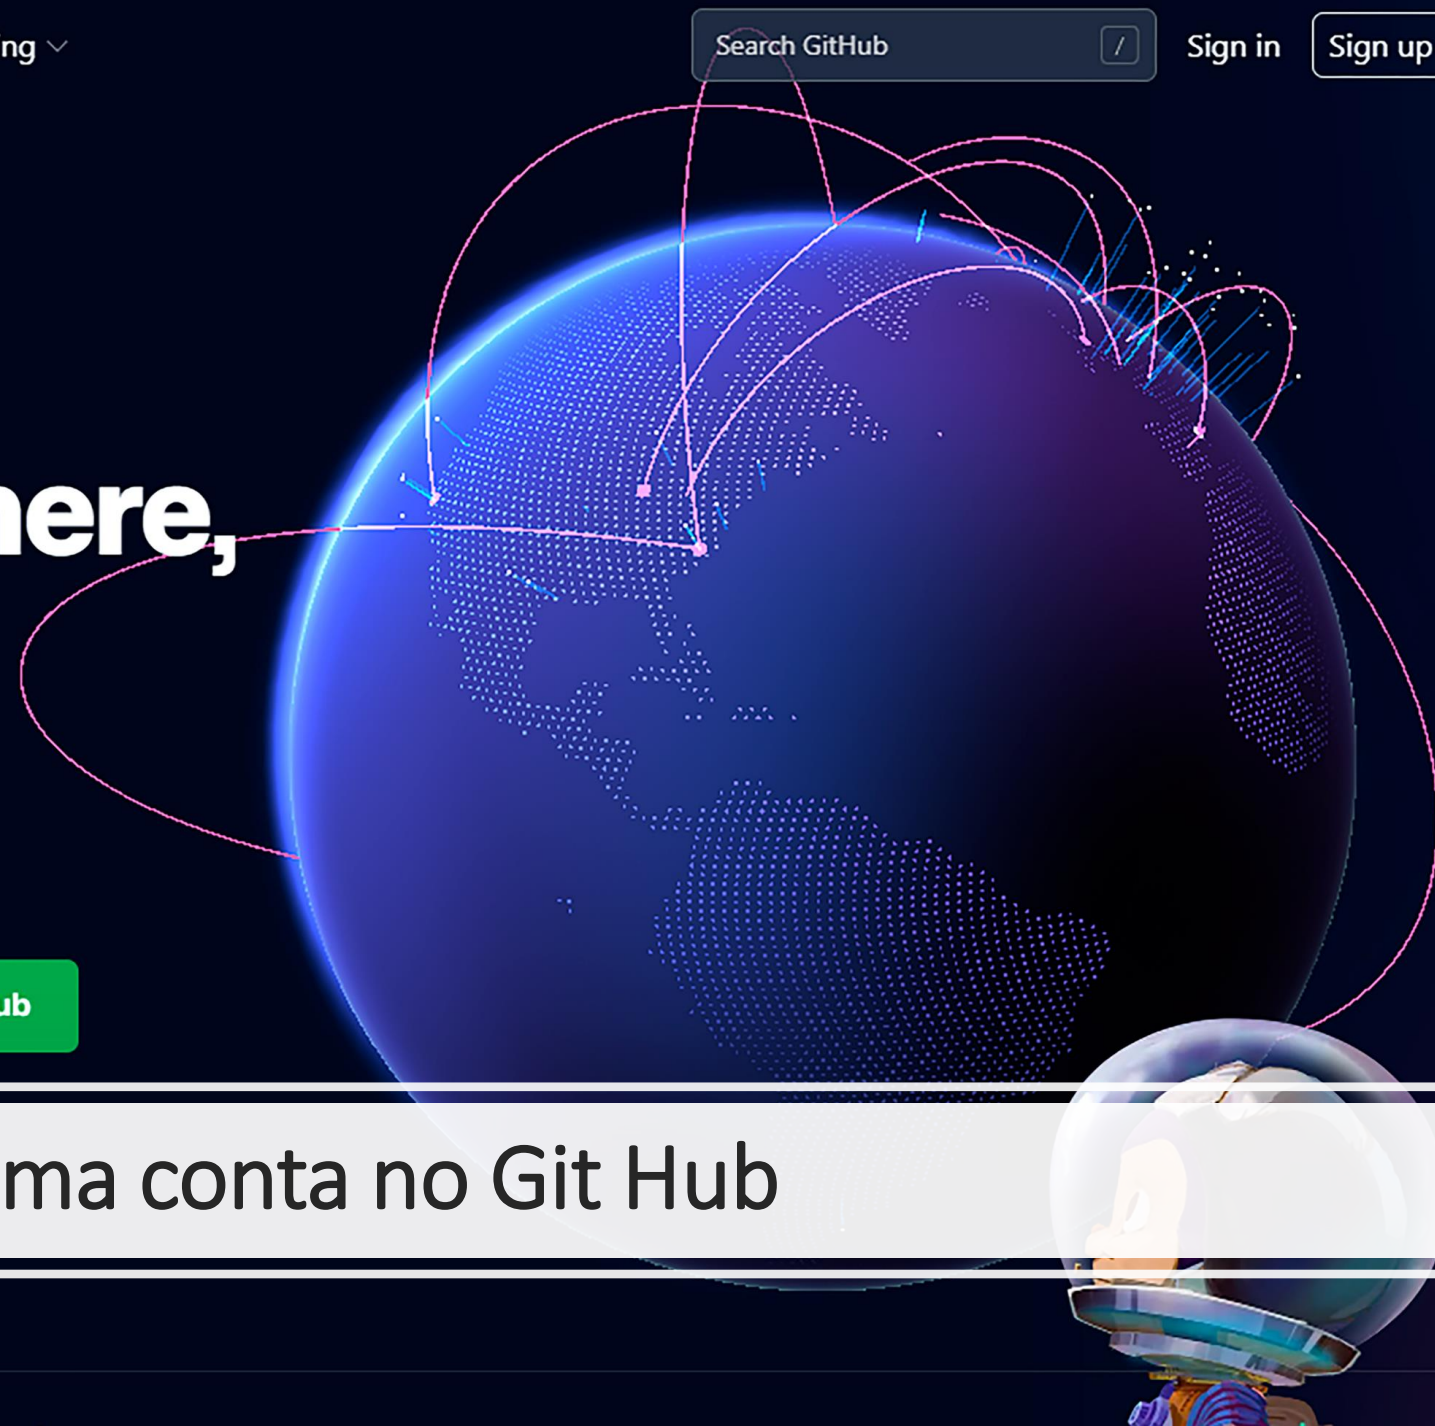 ng
Search GitHub /
Sign in
Sign up
here,
ub
ma conta no Git Hub